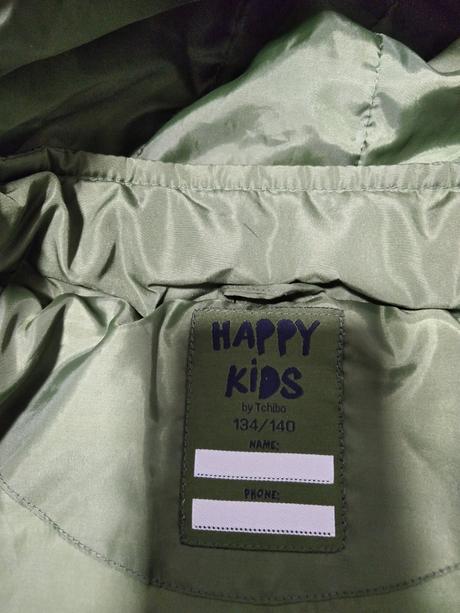 HAPPY
KiDS
by Tchibo
134/140
NAME:
PHONE: